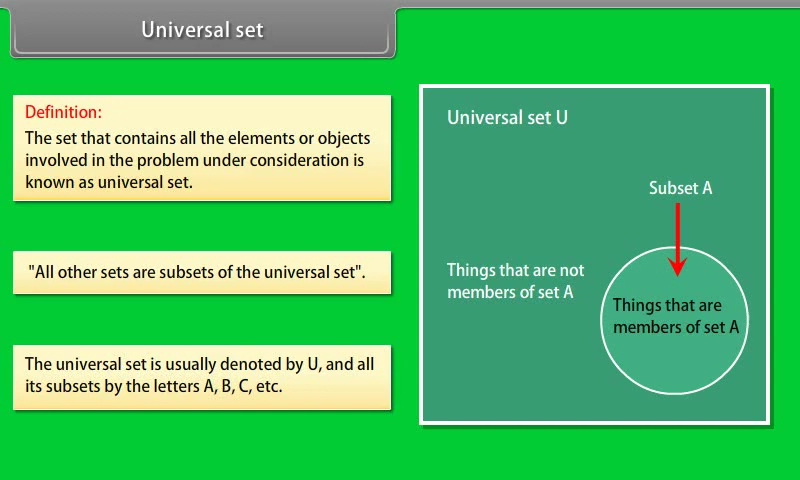 Universal set
Definition:
The set that contains all the elements or objects
involved in the problem under consideration is
known as universal set.
"All other sets are subsets of the universal set".
The universal set is usually denoted by U, and all
its subsets by the letters A, B, C, etc.
Universal set U
Subset A
Things that are not
members of set A
Things that are
members of set A